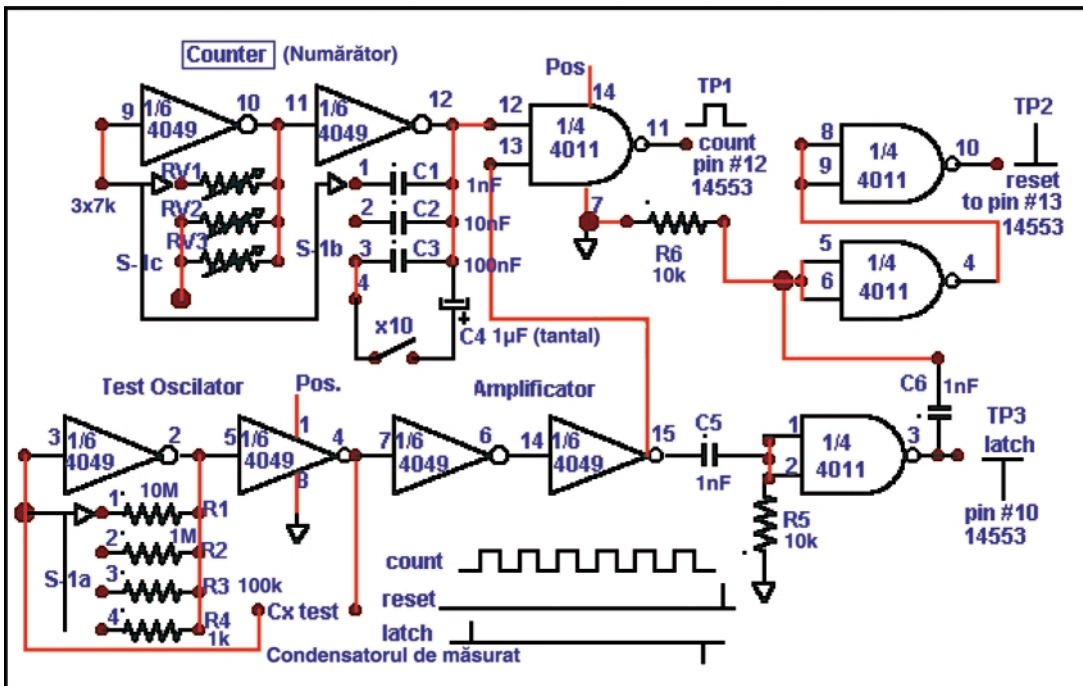 Counter (Numărător)
9
1/6
4049
10
11
1/6
4049
12
RV1
RV2
RV3
3x7k
S-1c
S-1b
1
2
3
4
C1
1nF
C2
10nF
C3
100nF
x10
C4 1µF (tantal)
+
Pos
14
12
13
1/4
4011
11
7
TP1
count
pin #12
14553
R6
10k
8
9
1/4
4011
10
TP2
reset
to pin #13
14553
5
6
1/4
4011
4
Test Oscilator
Pos.
Amplificator
3
1/6
4049
2
5
1/6
4049
1
4
8
7
1/6
4049
6
14
1/6
4049
15
C5
1nF
1
2
1/4
4011
3
C6
1nF
TP3
latch
pin #10
14553
R5
10k
S-1a
1
10M
R1
2
1M
R2
3
R3 100k
4
R4
1k
Cx test
Condensatorul de măsurat
count
reset
latch